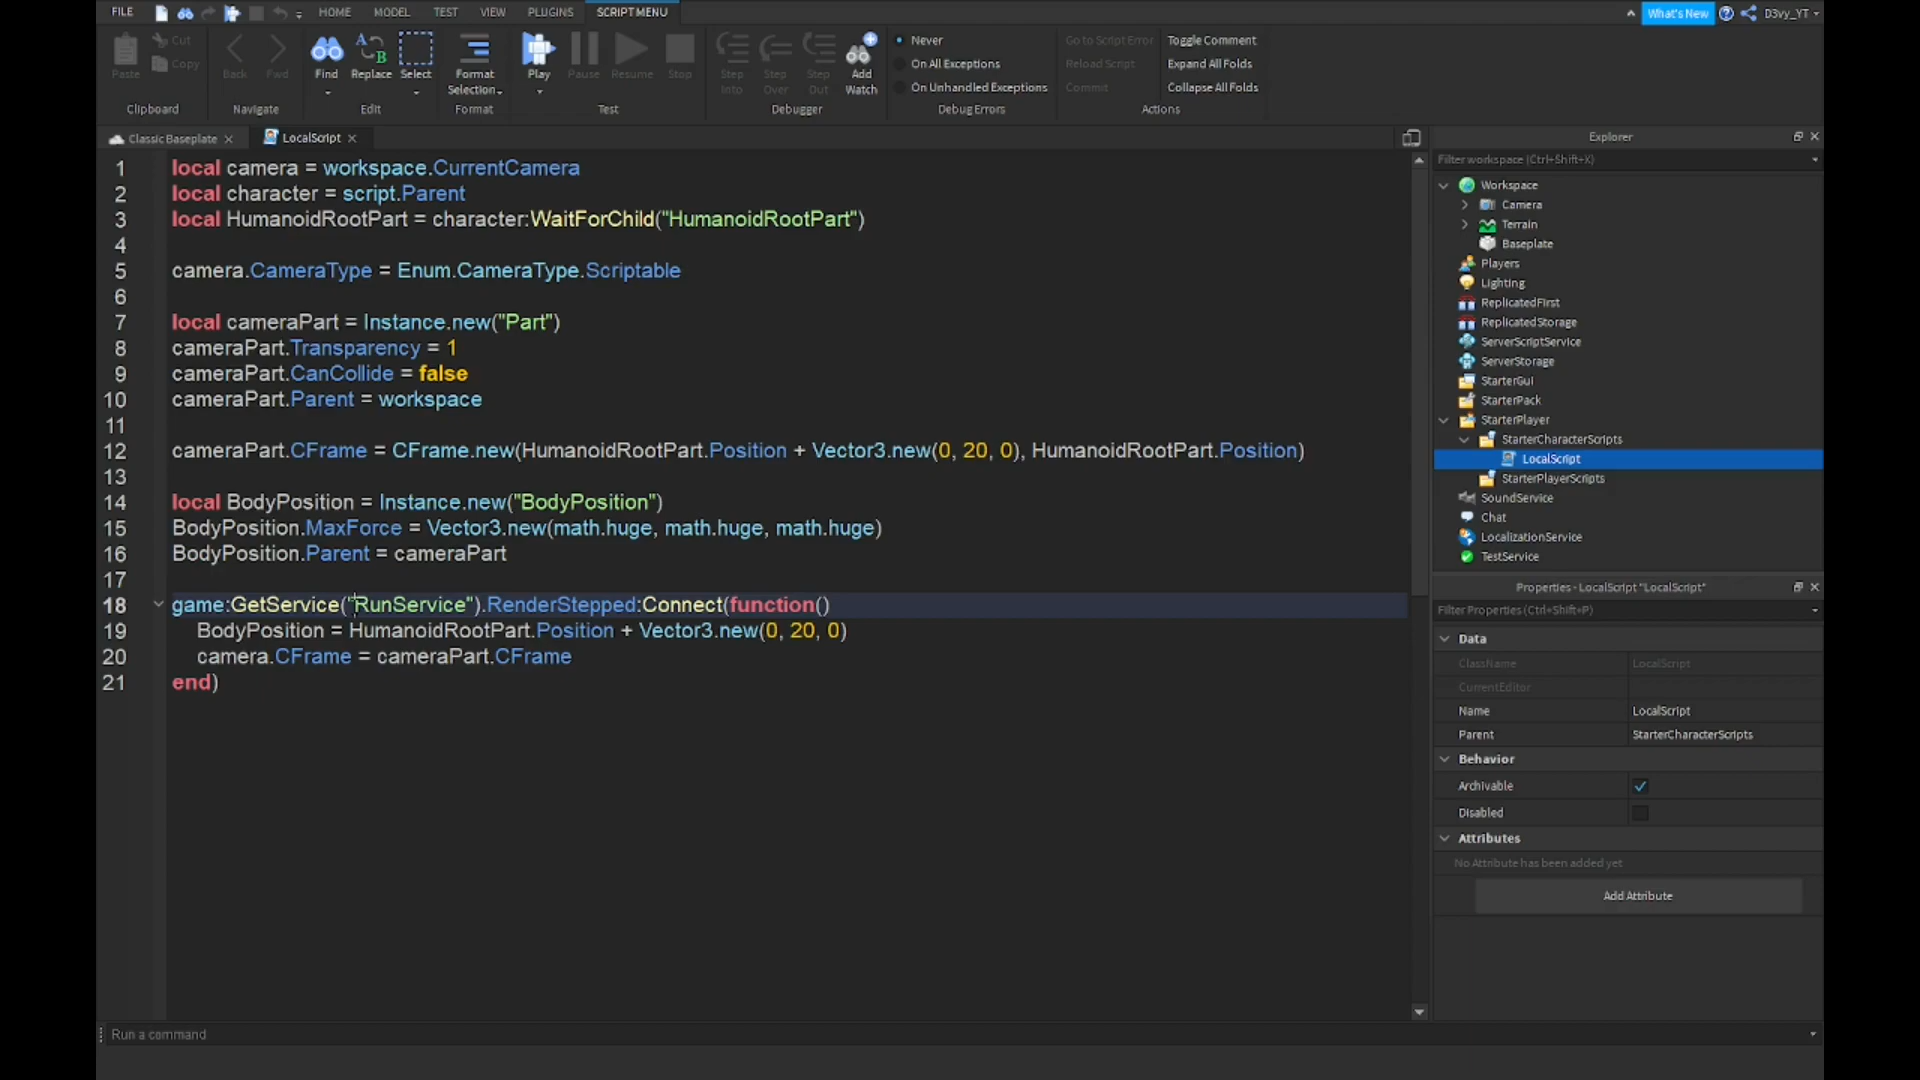 FILE HOME MODEL TEST VIEW PLUGINS SCRIPT MENU What's New D3vy_YT
Paste Cut Copy Clipboard
Back Fwd Navigate
Find Replace Select Edit
Format Selection Format
Play Pause Resume Stop Test
Step Into Step Over Step Out Add Watch Debugger
Never
On All Exceptions
On Unhandled Exceptions
Debug Errors
Go to Script Error Toggle Comment
Reload Script Expand All Folds
Commit Collapse All Folds
Actions
Classic Baseplate LocalScript
1 local camera = workspace.CurrentCamera
2 local character = script.Parent
3 local HumanoidRootPart = character:WaitForChild("HumanoidRootPart")
4
5 camera.CameraType = Enum.CameraType.Scriptable
6
7 local cameraPart = Instance.new("Part")
8 cameraPart.Transparency = 1
9 cameraPart.CanCollide = false
10 cameraPart.Parent = workspace
11
12 cameraPart.CFrame = CFrame.new(HumanoidRootPart.Position + Vector3.new(0, 20, 0), HumanoidRootPart.Position)
13
14 local BodyPosition = Instance.new("BodyPosition")
15 BodyPosition.MaxForce = Vector3.new(math.huge, math.huge, math.huge)
16 BodyPosition.Parent = cameraPart
17
18 game:GetService("RunService").RenderStepped:Connect(function()
19 BodyPosition = HumanoidRootPart.Position + Vector3.new(0, 20, 0)
20 camera.CFrame = cameraPart.CFrame
21 end)
Explorer
Filter workspace (Ctrl+Shift+X)
Workspace
Camera
Terrain
Baseplate
Players
Lighting
ReplicatedFirst
ReplicatedStorage
ServerScriptService
ServerStorage
StarterGui
StarterPack
StarterPlayer
StarterCharacterScripts
LocalScript
StarterPlayerScripts
SoundService
Chat
LocalizationService
TestService
Properties - LocalScript "LocalScript"
Filter Properties (Ctrl+Shift+P)
Data
ClassName LocalScript
CurrentEditor
Name LocalScript
Parent StarterCharacterScripts
Behavior
Archivable
Disabled
Attributes
No Attribute has been added yet
Add Attribute
Run a command